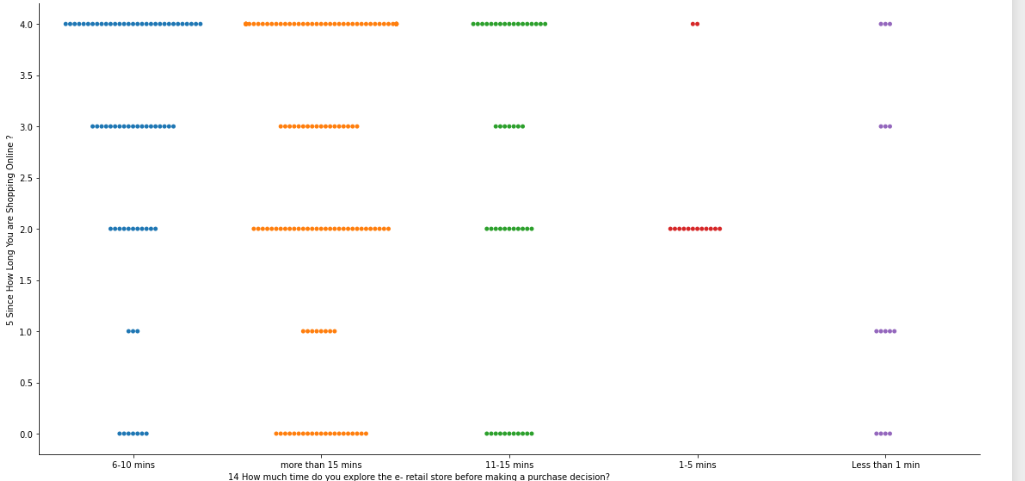 4.0
3.5
3.0
2.5
2.0
1.5
1.0
0.5
0.0
5 Since How Long You are Shopping Online ?
6-10 mins
more than 15 mins
11-15 mins
1-5 mins
Less than 1 min
14 How much time do you explore the e- retail store before making a purchase decision?